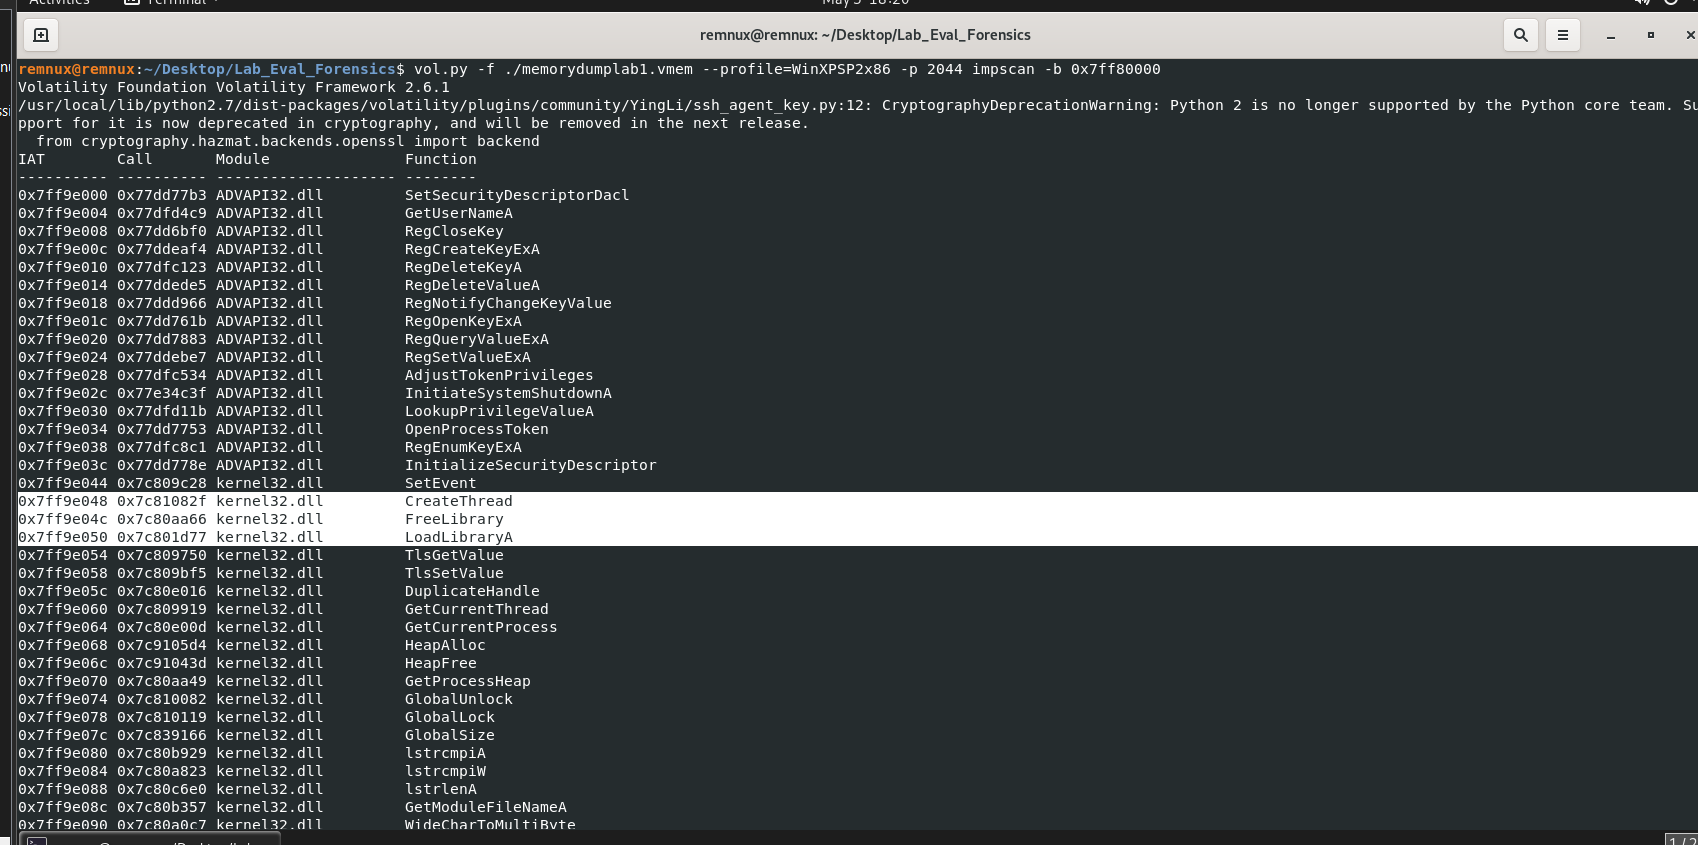 Activities
Terminal
May 3 18:20
remnux@remnux: ~/Desktop/Lab_Eval_Forensics
remnux@remnux:~/Desktop/Lab_Eval_Forensics$ vol.py -f ./memorydumplab1.vmem --profile=WinXPSP2x86 -p 2044 impscan -b 0x7ff80000
Volatility Foundation Volatility Framework 2.6.1
/usr/local/lib/python2.7/dist-packages/volatility/plugins/community/YingLi/ssh_agent_key.py:12: CryptographyDeprecationWarning: Python 2 is no longer supported by the Python core team. Su
pport for it is now deprecated in cryptography, and will be removed in the next release.
  from cryptography.hazmat.backends.openssl import backend
IAT        Call       Module               Function
---------- ---------- -------------------- --------
0x7ff9e000 0x77dd77b3 ADVAPI32.dll         SetSecurityDescriptorDacl
0x7ff9e004 0x77dfd4c9 ADVAPI32.dll         GetUserNameA
0x7ff9e008 0x77dd6bf0 ADVAPI32.dll         RegCloseKey
0x7ff9e00c 0x77ddeaf4 ADVAPI32.dll         RegCreateKeyExA
0x7ff9e010 0x77dfc123 ADVAPI32.dll         RegDeleteKeyA
0x7ff9e014 0x77ddede5 ADVAPI32.dll         RegDeleteValueA
0x7ff9e018 0x77ddd966 ADVAPI32.dll         RegNotifyChangeKeyValue
0x7ff9e01c 0x77dd761b ADVAPI32.dll         RegOpenKeyExA
0x7ff9e020 0x77dd7883 ADVAPI32.dll         RegQueryValueExA
0x7ff9e024 0x77ddebe7 ADVAPI32.dll         RegSetValueExA
0x7ff9e028 0x77dfc534 ADVAPI32.dll         AdjustTokenPrivileges
0x7ff9e02c 0x77e34c3f ADVAPI32.dll         InitiateSystemShutdownA
0x7ff9e030 0x77dfd11b ADVAPI32.dll         LookupPrivilegeValueA
0x7ff9e034 0x77dd7753 ADVAPI32.dll         OpenProcessToken
0x7ff9e038 0x77dfc8c1 ADVAPI32.dll         RegEnumKeyExA
0x7ff9e03c 0x77dd778e ADVAPI32.dll         InitializeSecurityDescriptor
0x7ff9e044 0x7c809c28 kernel32.dll         SetEvent
0x7ff9e048 0x7c81082f kernel32.dll         CreateThread
0x7ff9e04c 0x7c80aa66 kernel32.dll         FreeLibrary
0x7ff9e050 0x7c801d77 kernel32.dll         LoadLibraryA
0x7ff9e054 0x7c809750 kernel32.dll         TlsGetValue
0x7ff9e058 0x7c809bf5 kernel32.dll         TlsSetValue
0x7ff9e05c 0x7c80e016 kernel32.dll         DuplicateHandle
0x7ff9e060 0x7c809919 kernel32.dll         GetCurrentThread
0x7ff9e064 0x7c80e00d kernel32.dll         GetCurrentProcess
0x7ff9e068 0x7c9105d4 kernel32.dll         HeapAlloc
0x7ff9e06c 0x7c91043d kernel32.dll         HeapFree
0x7ff9e070 0x7c80aa49 kernel32.dll         GetProcessHeap
0x7ff9e074 0x7c810082 kernel32.dll         GlobalUnlock
0x7ff9e078 0x7c810119 kernel32.dll         GlobalLock
0x7ff9e07c 0x7c839166 kernel32.dll         GlobalSize
0x7ff9e080 0x7c80b929 kernel32.dll         lstrcmpiA
0x7ff9e084 0x7c80a823 kernel32.dll         lstrcmpiW
0x7ff9e088 0x7c80c6e0 kernel32.dll         lstrlenA
0x7ff9e08c 0x7c80b357 kernel32.dll         GetModuleFileNameA
0x7ff9e090 0x7c80a0c7 kernel32.dll         WideCharToMultiByte